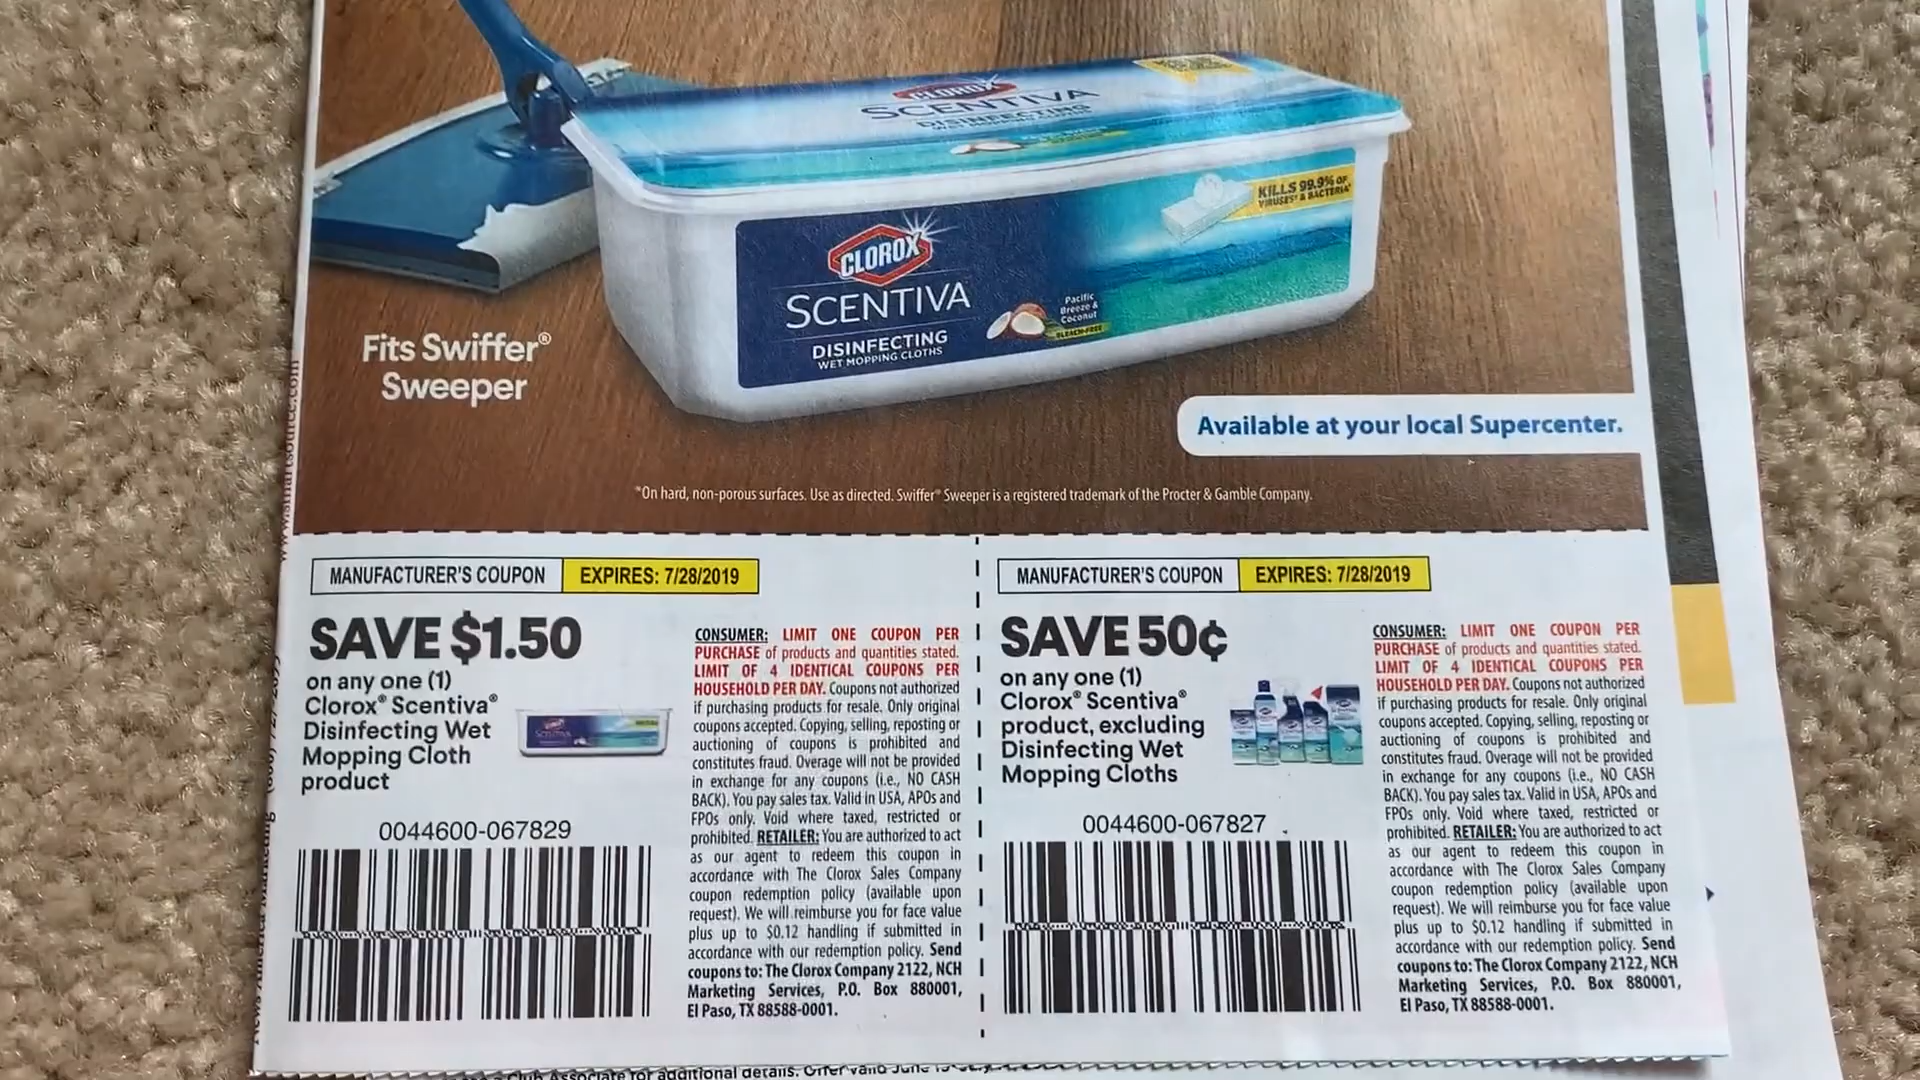 CLOROX
SCENTIVA
DISINFECTING
WET MOPPING CLOTHS
KILLS 99.9% OF
VIRUSES* & BACTERIA*
CLOROX
SCENTIVA
DISINFECTING
WET MOPPING CLOTHS
Pacific
Breeze &
Coconut
BLEACH-FREE
Fits Swiffer®
Sweeper
Available at your local Supercenter.
*On hard, non-porous surfaces. Use as directed. Swiffer® Sweeper is a registered trademark of the Procter & Gamble Company.
MANUFACTURER'S COUPON EXPIRES: 7/28/2019
SAVE $1.50
on any one (1)
Clorox® Scentiva®
Disinfecting Wet
Mopping Cloth
product
0044600-067829
CONSUMER: LIMIT ONE COUPON PER
PURCHASE of products and quantities stated.
LIMIT OF 4 IDENTICAL COUPONS PER
HOUSEHOLD PER DAY. Coupons not authorized
if purchasing products for resale. Only original
coupons accepted. Copying, selling, reposting or
auctioning of coupons is prohibited and
constitutes fraud. Overage will not be provided
in exchange for any coupons (i.e., NO CASH
BACK). You pay sales tax. Valid in USA, APOs and
FPOs only. Void where taxed, restricted or
prohibited. RETAILER: You are authorized to act
as our agent to redeem this coupon in
accordance with The Clorox Sales Company
coupon redemption policy (available upon
request). We will reimburse you for face value
plus up to $0.12 handling if submitted in
accordance with our redemption policy. Send
coupons to: The Clorox Company 2122, NCH
Marketing Services, P.O. Box 880001,
El Paso, TX 88588-0001.
MANUFACTURER'S COUPON EXPIRES: 7/28/2019
SAVE 50¢
on any one (1)
Clorox® Scentiva®
product, excluding
Disinfecting Wet
Mopping Cloths
0044600-067827
CONSUMER: LIMIT ONE COUPON PER
PURCHASE of products and quantities stated.
LIMIT OF 4 IDENTICAL COUPONS PER
HOUSEHOLD PER DAY. Coupons not authorized
if purchasing products for resale. Only original
coupons accepted. Copying, selling, reposting or
auctioning of coupons is prohibited and
constitutes fraud. Overage will not be provided
in exchange for any coupons (i.e., NO CASH
BACK). You pay sales tax. Valid in USA, APOs and
FPOs only. Void where taxed, restricted or
prohibited. RETAILER: You are authorized to act
as our agent to redeem this coupon in
accordance with The Clorox Sales Company
coupon redemption policy (available upon
request). We will reimburse you for face value
plus up to $0.12 handling if submitted in
accordance with our redemption policy. Send
coupons to: The Clorox Company 2122, NCH
Marketing Services, P.O. Box 880001,
El Paso, TX 88588-0001.
Club Associate for additional details. Offer valid June